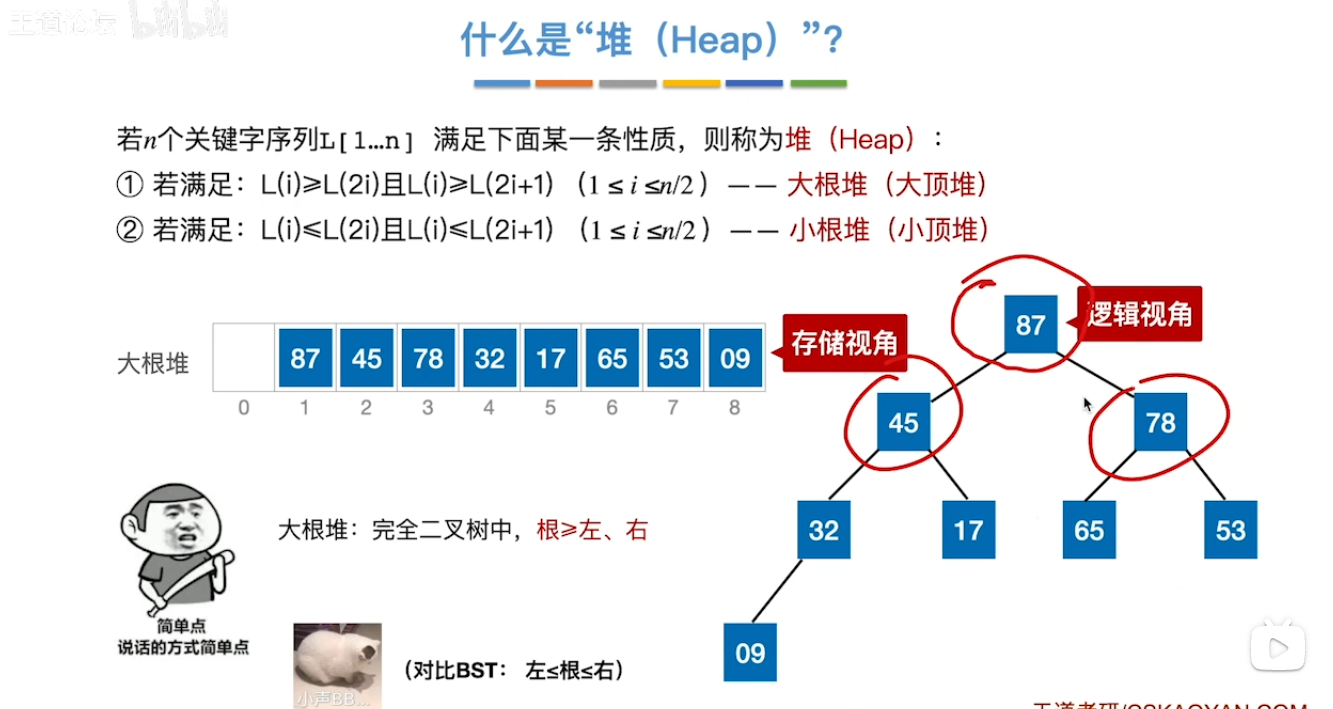 王道论坛 bilibili
什么是“堆（Heap）”?
若n个关键字序列L[1…n] 满足下面某一条性质，则称为堆（Heap）：
① 若满足：L(i)≥L(2i)且L(i)≥L(2i+1) （1 ≤ i ≤n/2 ） —— 大根堆（大顶堆）
② 若满足：L(i)≤L(2i)且L(i)≤L(2i+1) （1 ≤ i ≤n/2 ） —— 小根堆（小顶堆）
大根堆
87 45 78 32 17 65 53 09
0 1 2 3 4 5 6 7 8
存储视角
逻辑视角
87
45 78
32 17 65 53
09
大根堆：完全二叉树中，根≥左、右
简单点
说话的方式简单点
小声BB...
（对比BST： 左≤根≤右）
王道考研/CSKAOYAN.COM